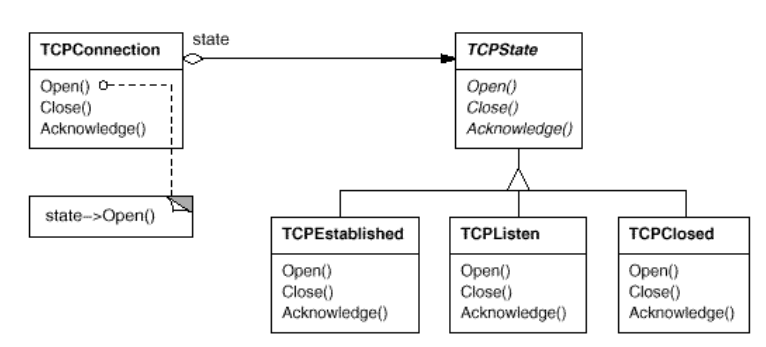 state
TCPConnection
Open()
Close()
Acknowledge()
TCPState
Open()
Close()
Acknowledge()
state–>Open()
TCPEstablished
Open()
Close()
Acknowledge()
TCPListen
Open()
Close()
Acknowledge()
TCPClosed
Open()
Close()
Acknowledge()